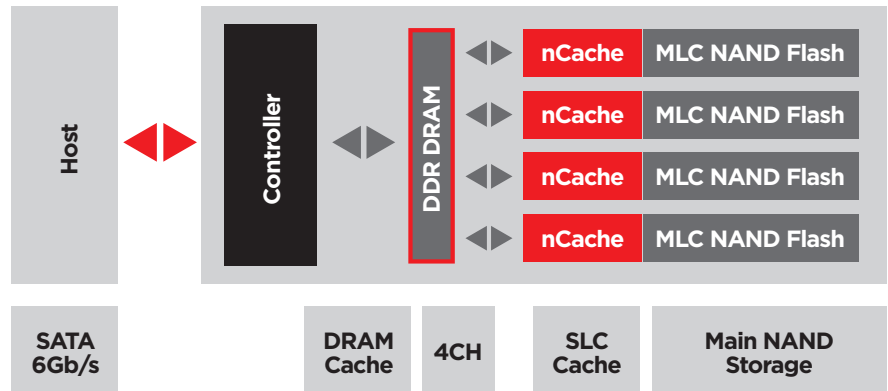 Host
Controller
DDR DRAM
nCache MLC NAND Flash
nCache MLC NAND Flash
nCache MLC NAND Flash
nCache MLC NAND Flash
SATA
6Gb/s
DRAM
Cache
4CH
SLC
Cache
Main NAND
Storage